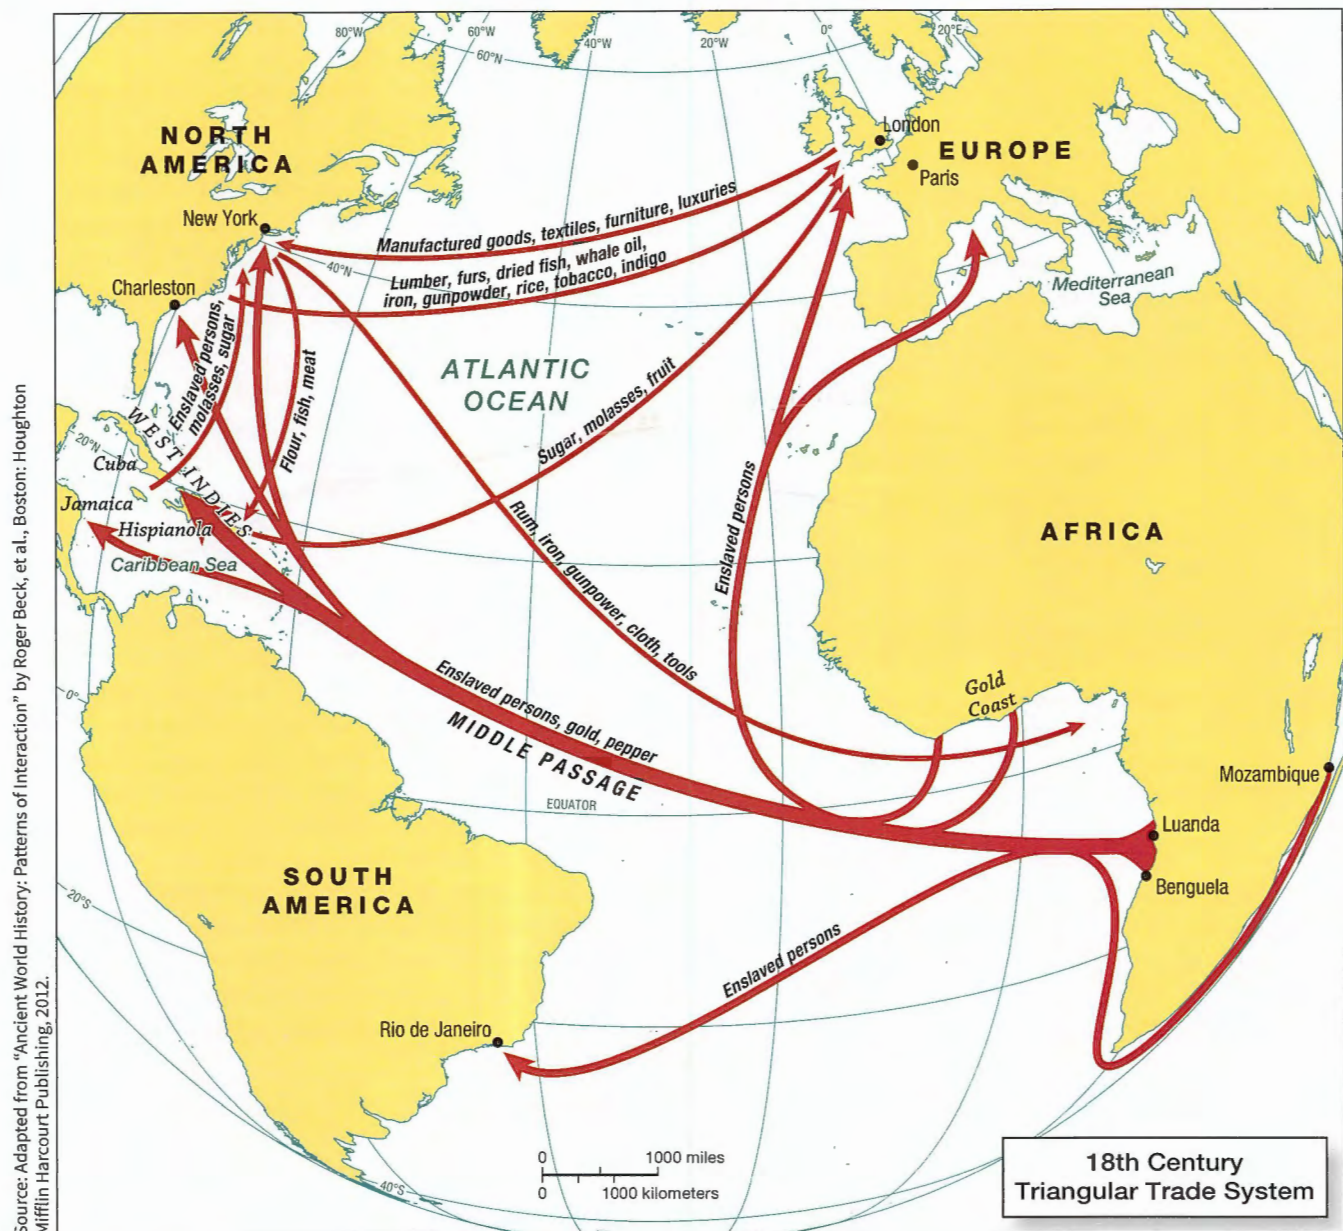 80°W
60°W
60°N
40°W
20°W
0°
20°E
NORTH
AMERICA
London
EUROPE
Paris
New York
Manufactured goods, textiles, furniture, luxuries
40°N
Lumber, furs, dried fish, whale oil,
iron, gunpowder, rice, tobacco, indigo
Mediterranean
Sea
Charleston
Enslaved persons,
molasses, sugar
Flour, fish, meat
ATLANTIC
OCEAN
Sugar, molasses, fruit
WEST INDIES
20°N
Cuba
Jamaica
Hispianola
Caribbean Sea
Rum, iron, gunpower, cloth, tools
Enslaved persons
AFRICA
0°
Enslaved persons, gold, pepper
MIDDLE PASSAGE
Gold
Coast
EQUATOR
Mozambique
Luanda
Benguela
SOUTH
AMERICA
20°S
Enslaved persons
Rio de Janeiro
40°S
0 1000 miles
0 1000 kilometers
18th Century
Triangular Trade System
Source: Adapted from "Ancient World History: Patterns of Interaction" by Roger Beck, et al., Boston: Houghton
Mifflin Harcourt Publishing, 2012.